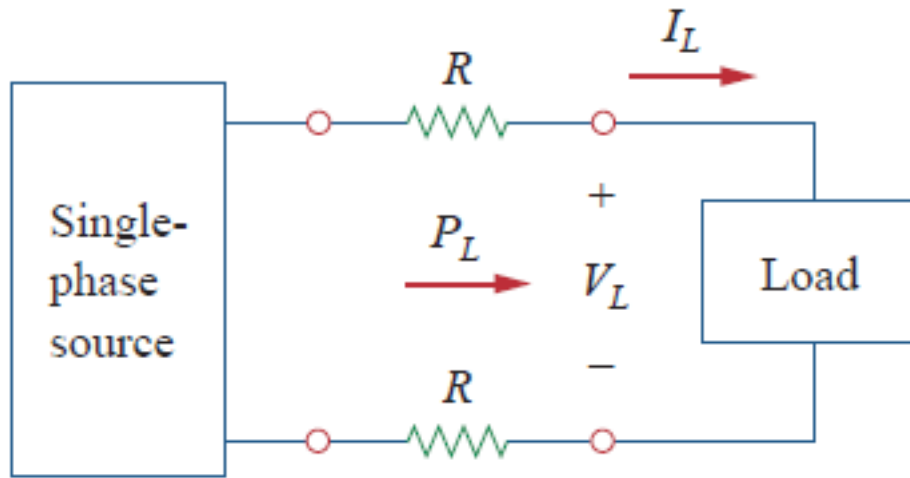 I_L
R
Single-
phase
source
P_L
+
V_L
−
Load
R